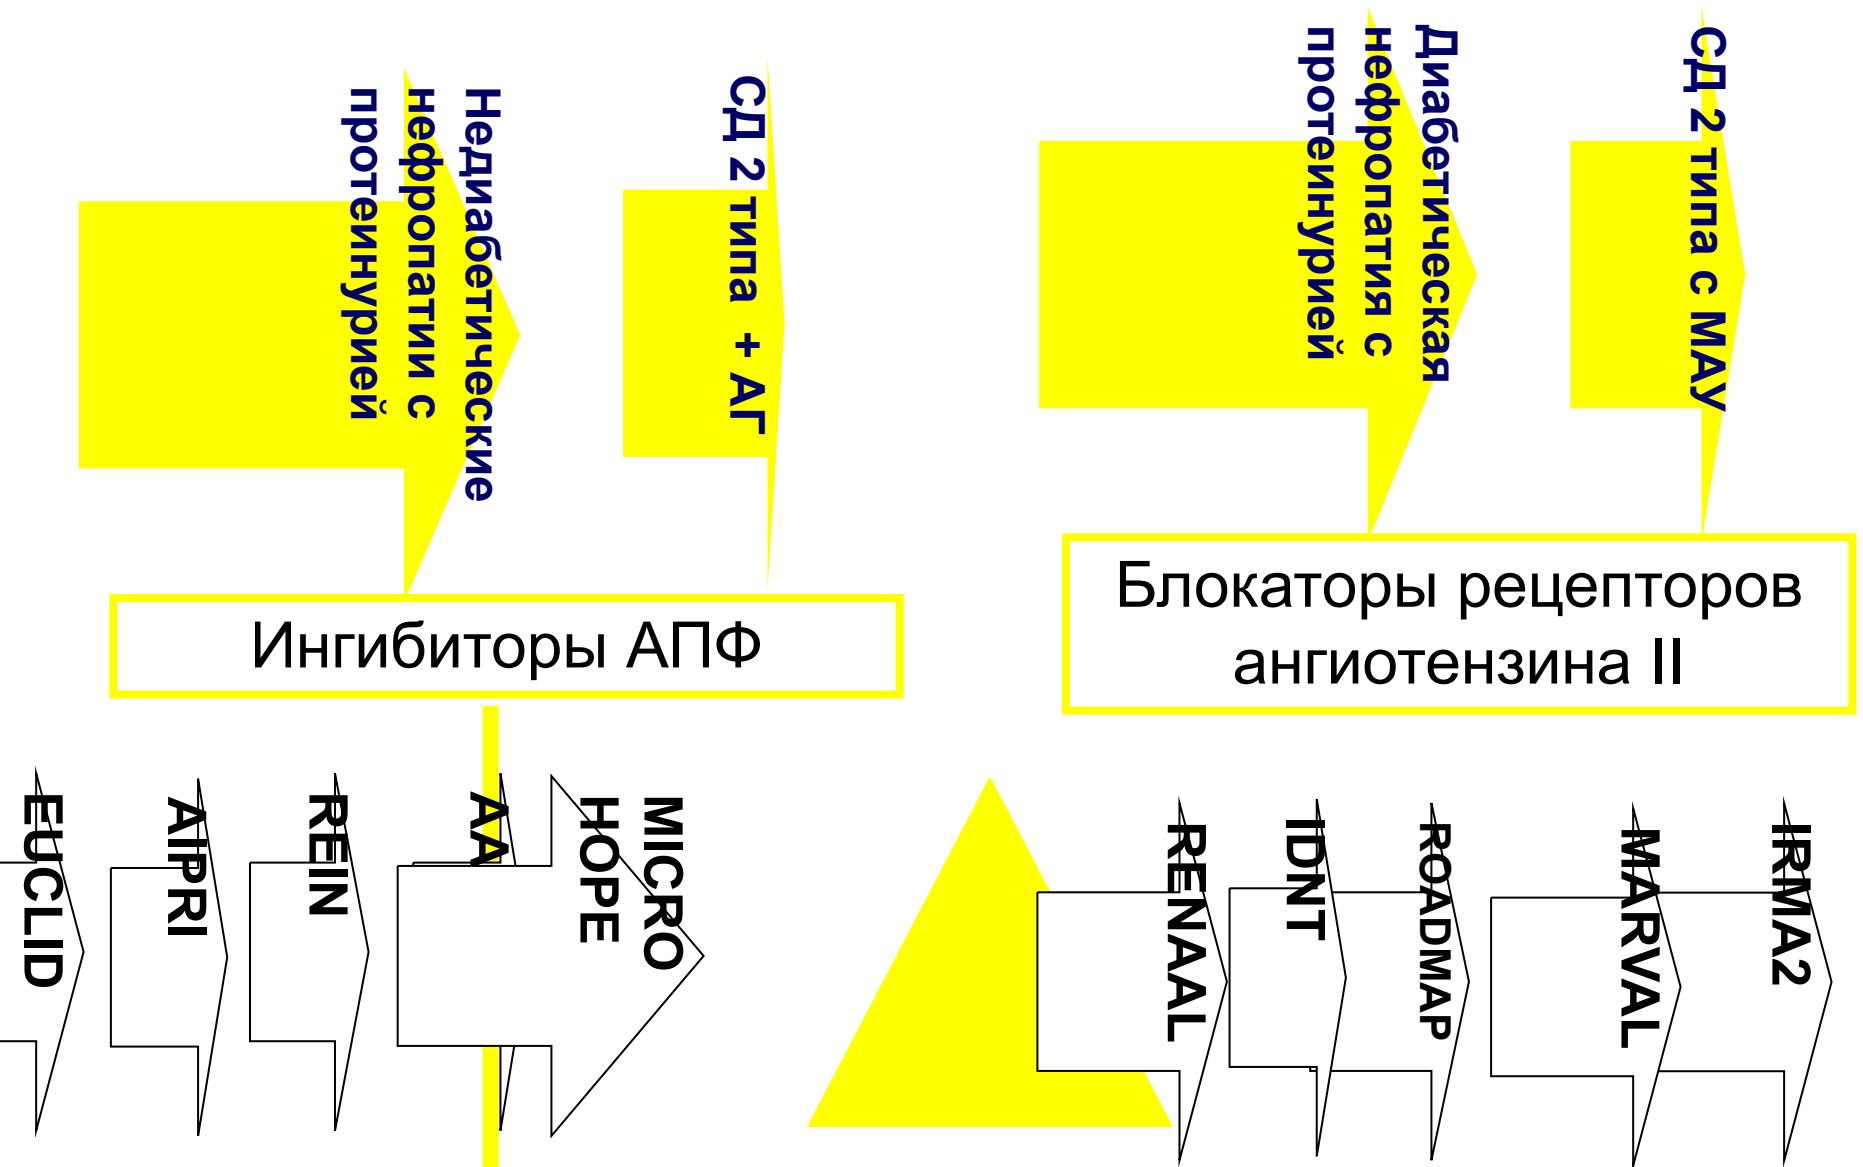 Недиабетические
нефропатии с
протеинурией
СД 2 типа + АГ
Диабетическая
нефропатия с
протеинурией
СД 2 типа с МАУ
Ингибиторы АПФ
Блокаторы рецепторов
ангиотензина II
EUCLID
AIPRI
REIN
AA
MICRO
HOPE
RENAAL
IDNT
ROADMAP
MARVAL
IRMA2